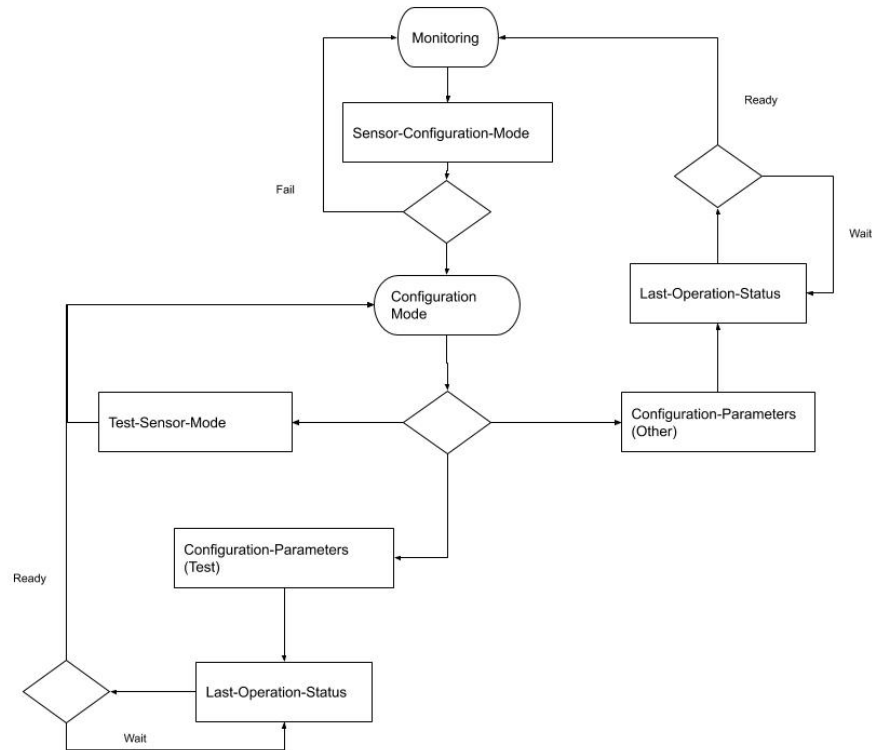 Monitoring
Ready
Sensor-Configuration-Mode
Fail
Wait
Configuration
Mode
Last-Operation-Status
Test-Sensor-Mode
Configuration-Parameters
(Other)
Configuration-Parameters
(Test)
Ready
Last-Operation-Status
Wait